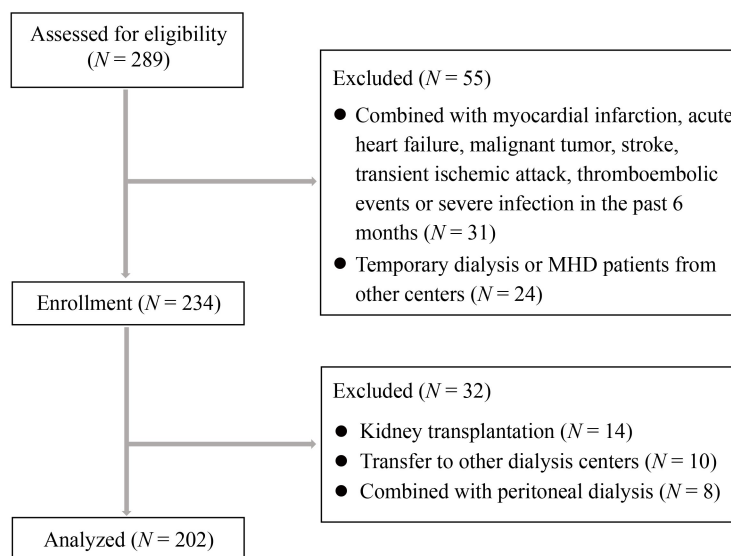 Assessed for eligibility
(N = 289)
Excluded (N = 55)
● Combined with myocardial infarction, acute
heart failure, malignant tumor, stroke,
transient ischemic attack, thromboembolic
events or severe infection in the past 6
months (N = 31)
● Temporary dialysis or MHD patients from
other centers (N = 24)
Enrollment (N = 234)
Excluded (N = 32)
● Kidney transplantation (N = 14)
● Transfer to other dialysis centers (N = 10)
● Combined with peritoneal dialysis (N = 8)
Analyzed (N = 202)